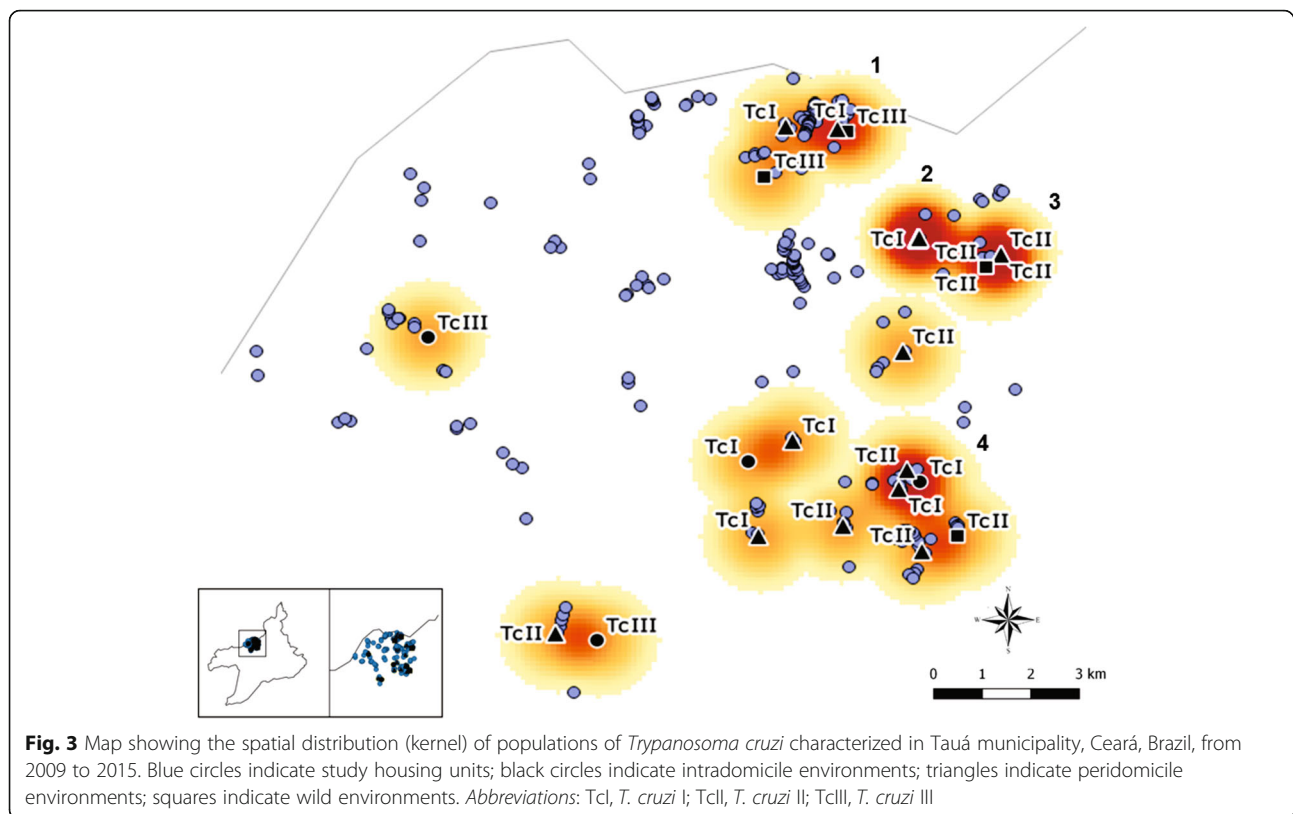 1
TcI
TcI
TcIII
TcIII
2
3
TcI
TcII
TcII
TcII
TcII
TcIII
TcII
4
TcI
TcI
TcII
TcI
TcI
TcI
TcII
TcII
TcII
TcII
TcIII
N
W E
S
0 1 2 3 km
Fig. 3 Map showing the spatial distribution (kernel) of populations of Trypanosoma cruzi characterized in Tauá municipality, Ceará, Brazil, from
2009 to 2015. Blue circles indicate study housing units; black circles indicate intradomicile environments; triangles indicate peridomicile
environments; squares indicate wild environments. Abbreviations: TcI, T. cruzi I; TcII, T. cruzi II; TcIII, T. cruzi III